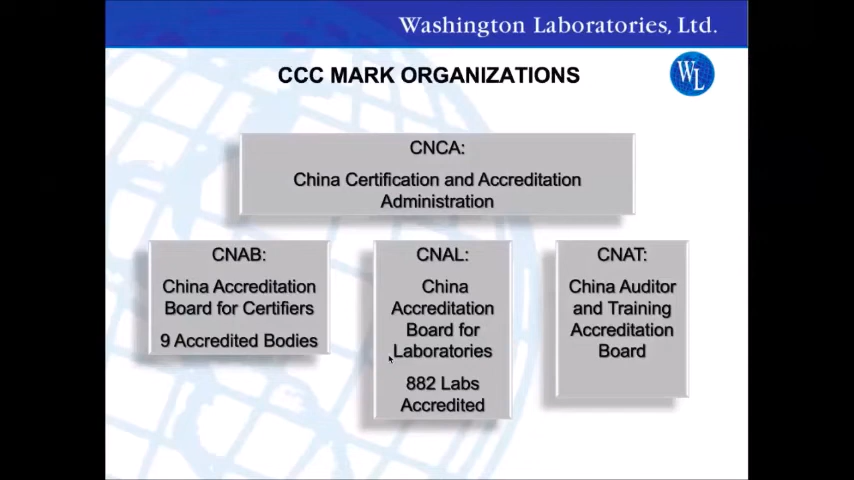 Washington Laboratories, Ltd.
CCC MARK ORGANIZATIONS
WL
CNCA:
China Certification and Accreditation
Administration
CNAB:
China Accreditation
Board for Certifiers
9 Accredited Bodies
CNAL:
China
Accreditation
Board for
Laboratories
882 Labs
Accredited
CNAT:
China Auditor
and Training
Accreditation
Board